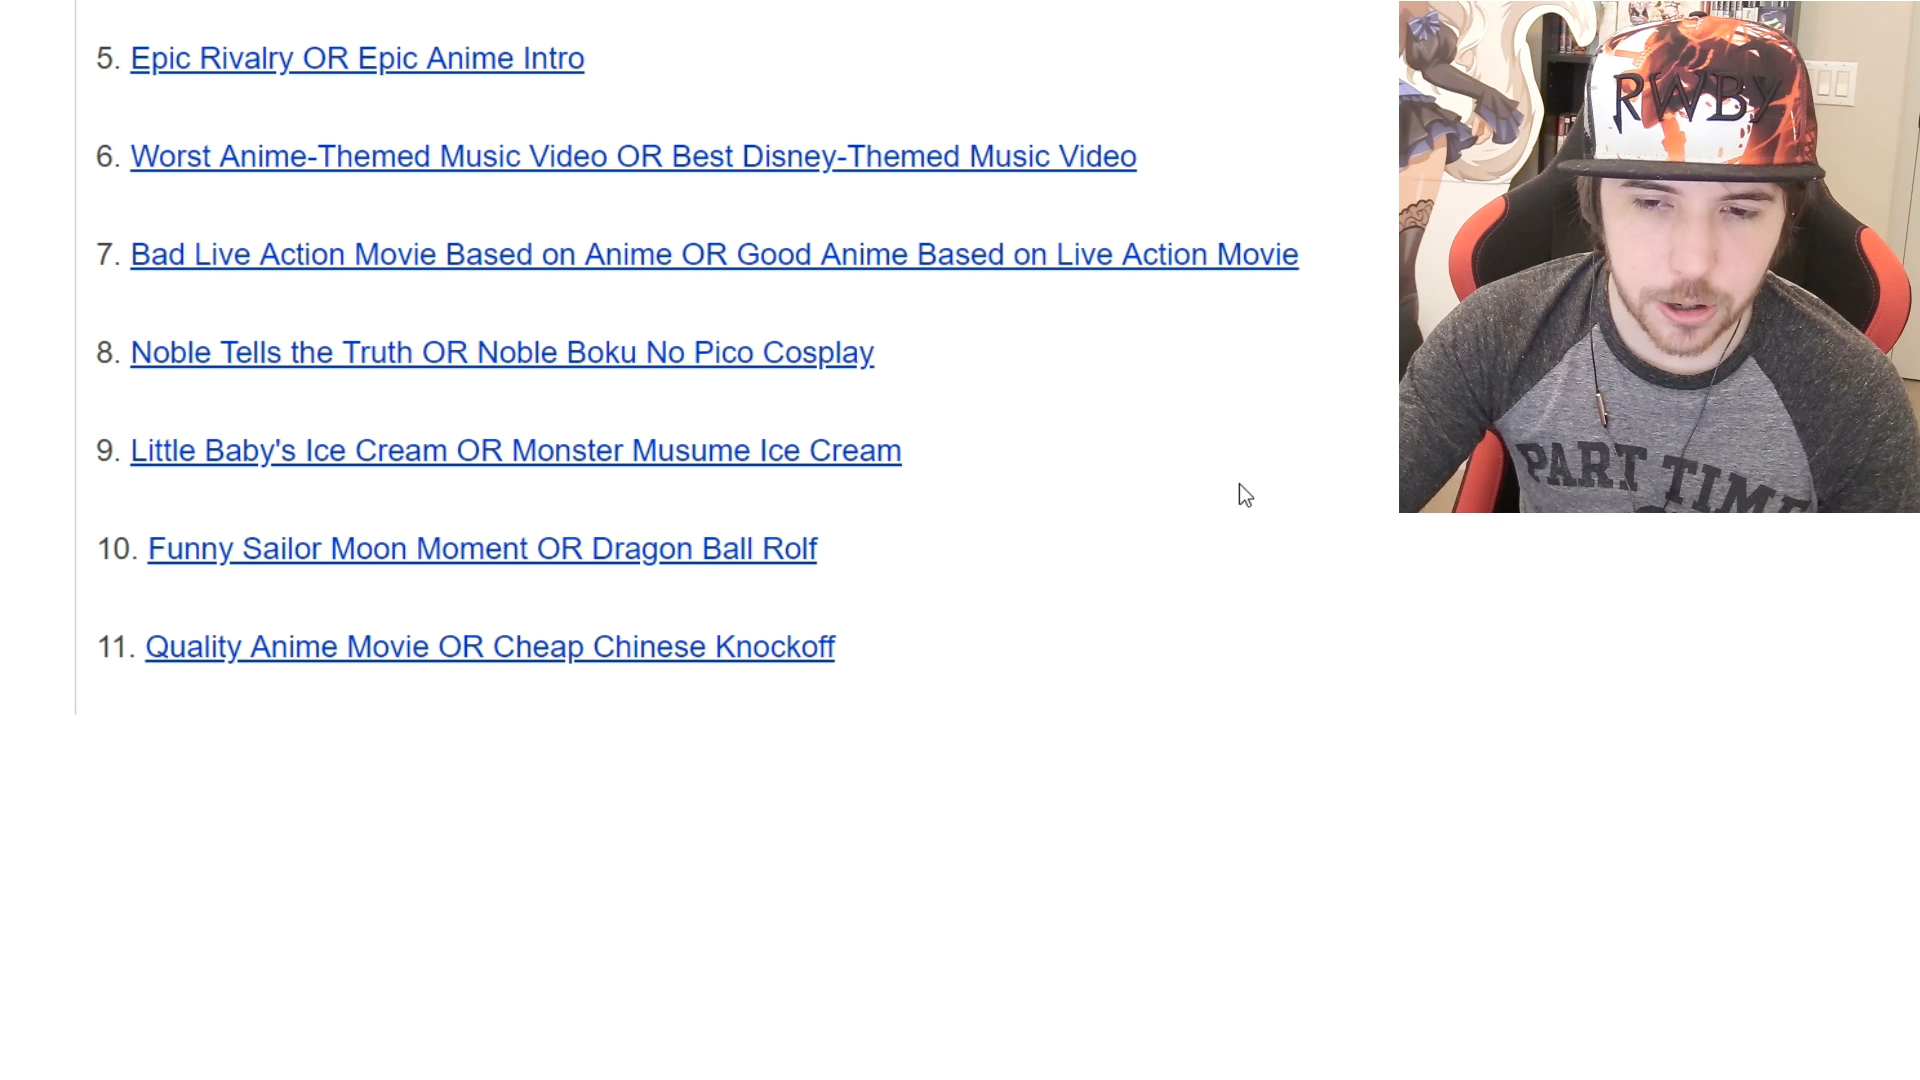 5. Epic Rivalry OR Epic Anime Intro
6. Worst Anime-Themed Music Video OR Best Disney-Themed Music Video
7. Bad Live Action Movie Based on Anime OR Good Anime Based on Live Action Movie
8. Noble Tells the Truth OR Noble Boku No Pico Cosplay
9. Little Baby's Ice Cream OR Monster Musume Ice Cream
10. Funny Sailor Moon Moment OR Dragon Ball Rolf
11. Quality Anime Movie OR Cheap Chinese Knockoff
RWBY
PART TIME